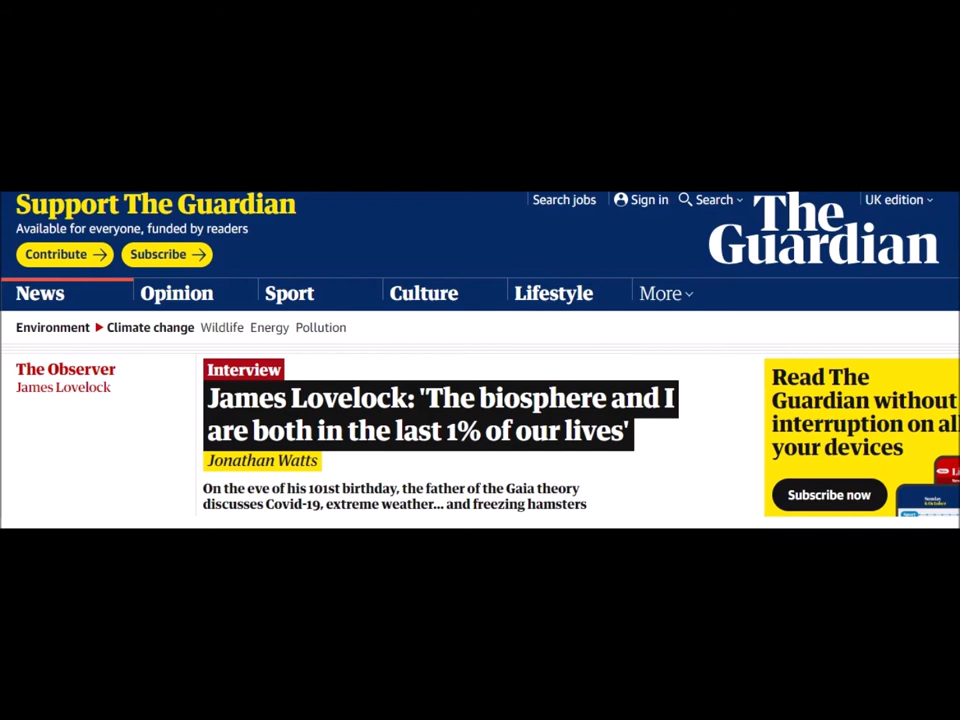 Support The Guardian
Available for everyone, funded by readers
Contribute →
Subscribe →
Search jobs
Sign in
Search
The Guardian
UK edition
News
Opinion
Sport
Culture
Lifestyle
More
Environment
Climate change
Wildlife
Energy
Pollution
The Observer
James Lovelock
Interview
James Lovelock: 'The biosphere and I
are both in the last 1% of our lives'
Jonathan Watts
On the eve of his 101st birthday, the father of the Gaia theory
discusses Covid-19, extreme weather... and freezing hamsters
Read The
Guardian without
interruption on all
your devices
Subscribe now